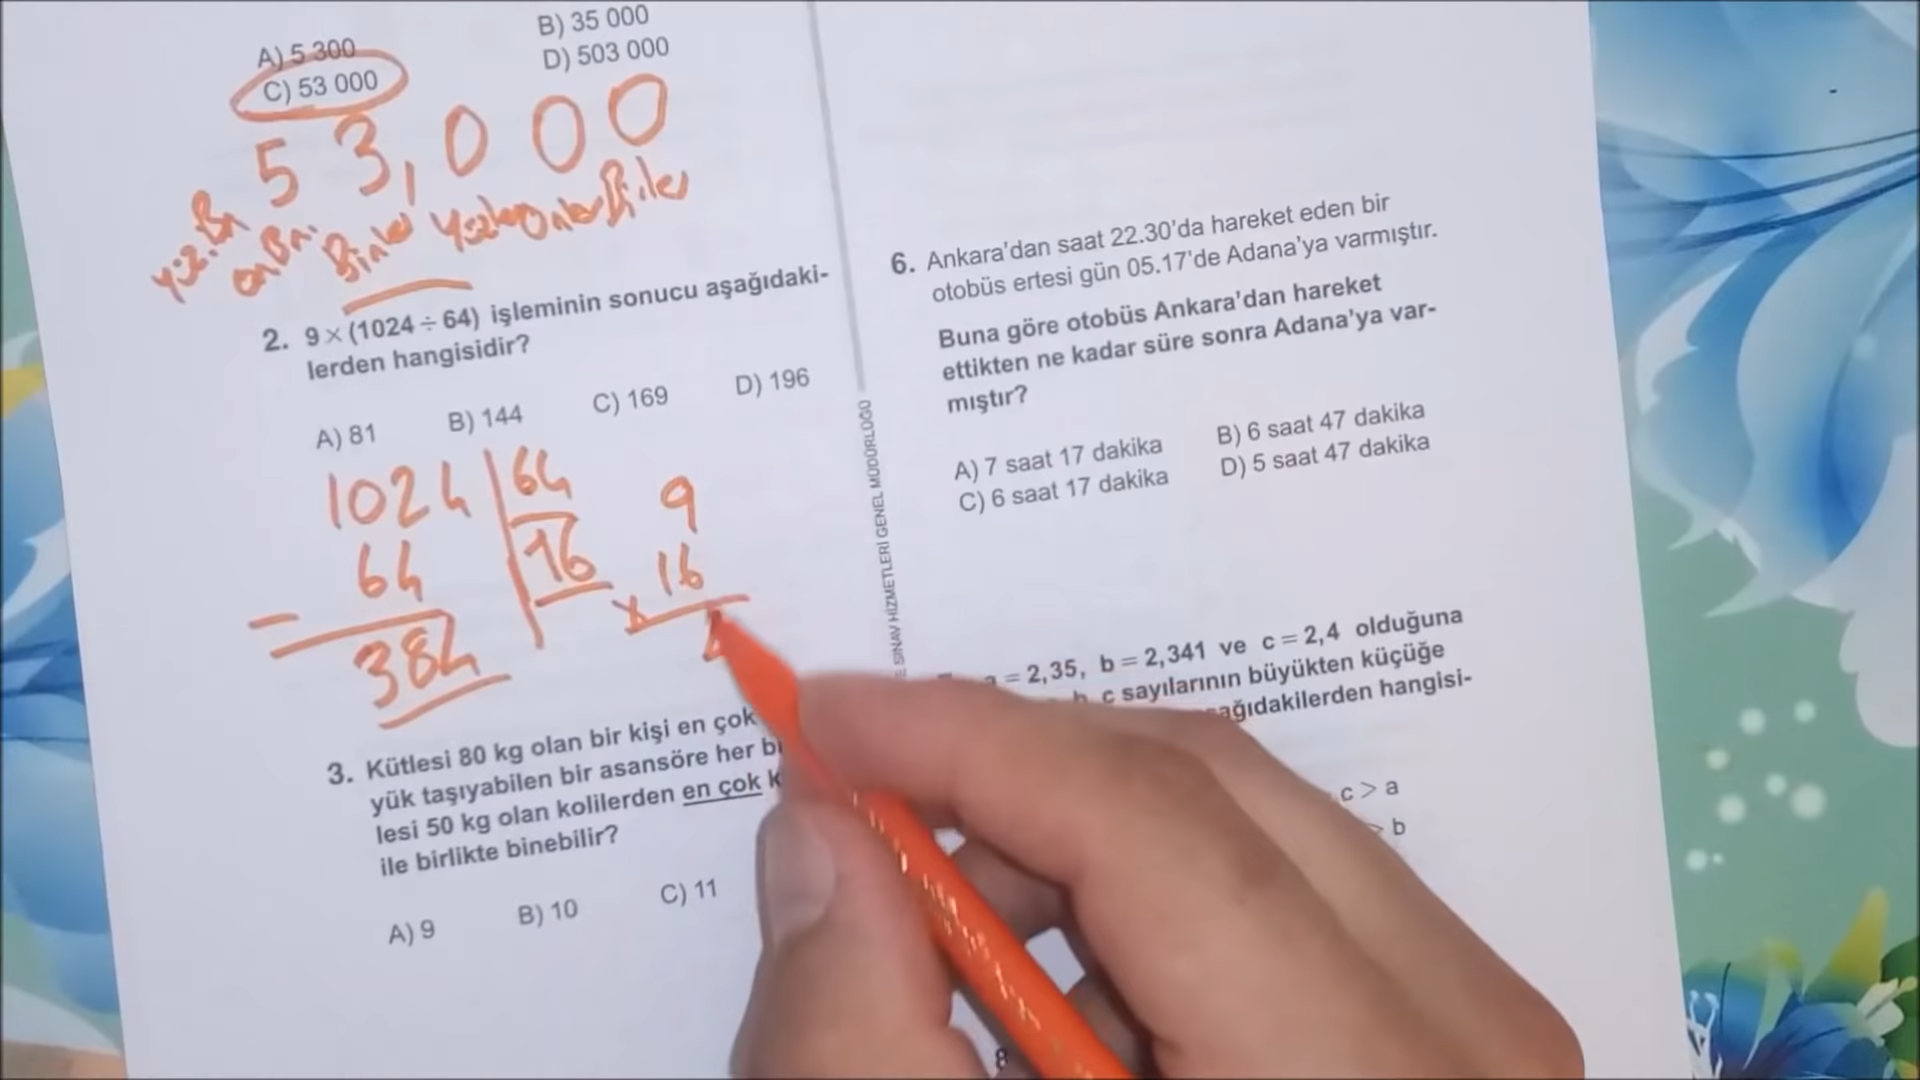 A) 5 300
B) 35 000
C) 53 000
D) 503 000
5 3, 0 0 0
2. 9 × (1024 ÷ 64) işleminin sonucu aşağıdaki-
lerden hangisidir?
A) 81
B) 144
C) 169
D) 196
1024
64
16
64
384
9
16
x
3. Kütlesi 80 kg olan bir kişi en çok
yük taşıyabilen bir asansöre her
lesi 50 kg olan kolilerden en çok
ile birlikte binebilir?
A) 9
B) 10
C) 11
SINAV HİZMETLERİ GENEL MÜDÜRLÜĞÜ
6. Ankara'dan saat 22.30'da hareket eden bir
otobüs ertesi gün 05.17'de Adana'ya varmıştır.
Buna göre otobüs Ankara'dan hareket
ettikten ne kadar süre sonra Adana'ya var-
mıştır?
A) 7 saat 17 dakika
B) 6 saat 47 dakika
C) 6 saat 17 dakika
D) 5 saat 47 dakika
= 2,35, b = 2,341 ve c = 2,4 olduğuna
c sayılarının büyükten küçüğe
hangisi-
c > a
> b
8